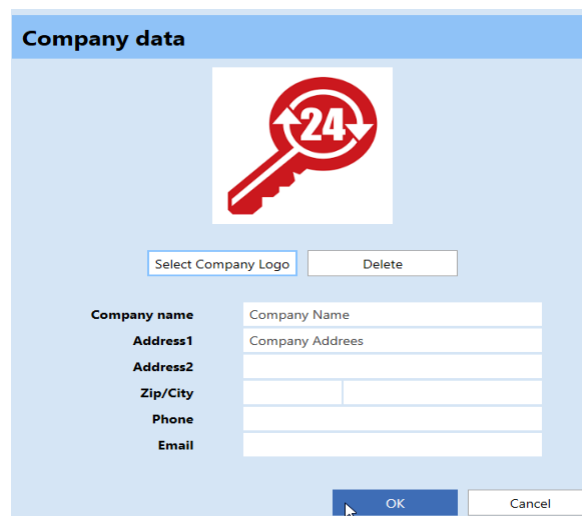 Company data
24
Select Company Logo Delete
Company name Company Name
Address1 Company Addrees
Address2
Zip/City
Phone
Email
OK Cancel